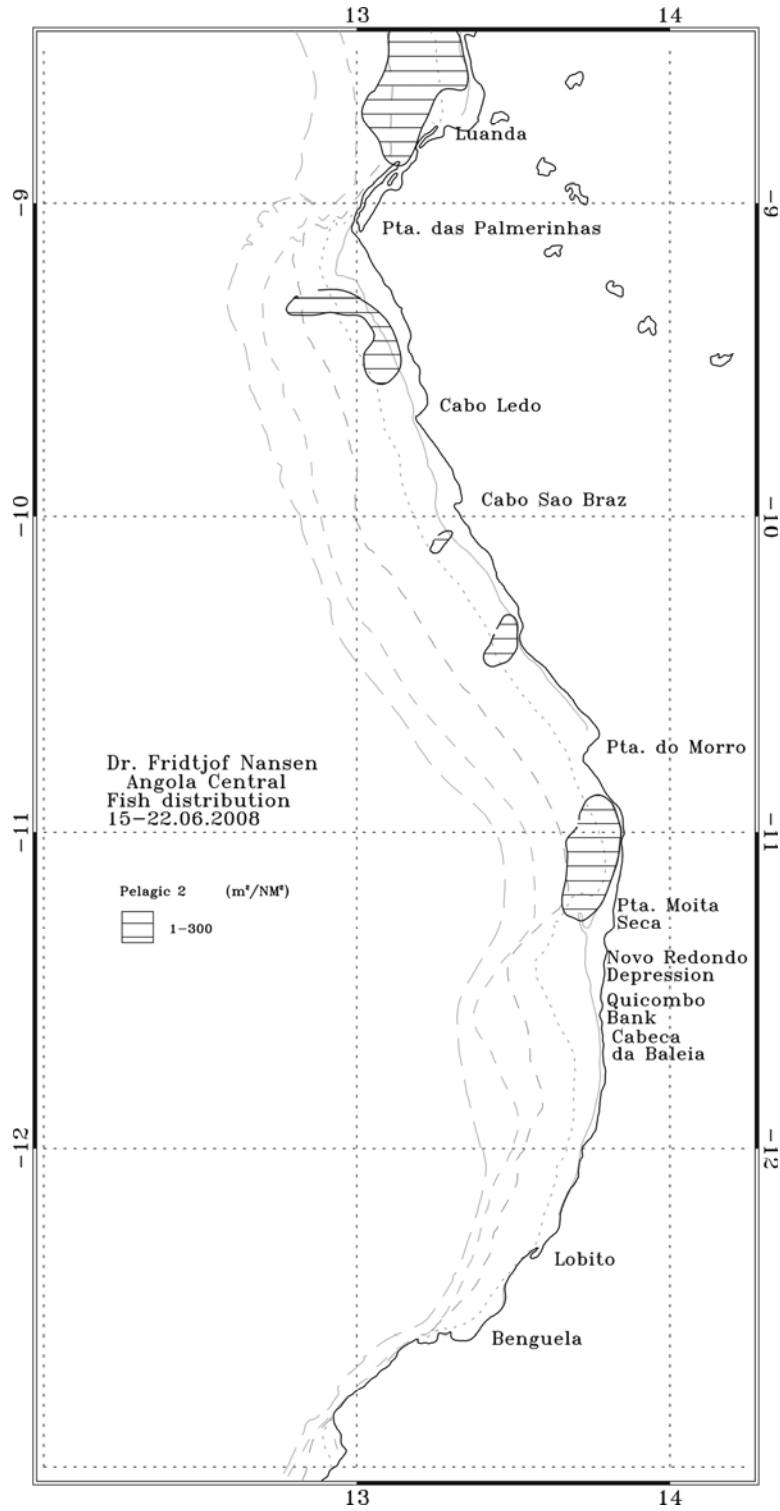 13 14
Luanda
-9 -9
Pta. das Palmerinhas
Cabo Ledo
Cabo Sao Braz
-10 -10
Pta. do Morro
Dr. Fridtjof Nansen
Angola Central
Fish distribution
15-22.06.2008
-11 -11
Pelagic 2 (m²/NM²)
1-300
Pta. Moita
Seca
Novo Redondo
Depression
Quicombo
Bank
Cabeca
da Baleia
-12 -12
Lobito
Benguela
13 14